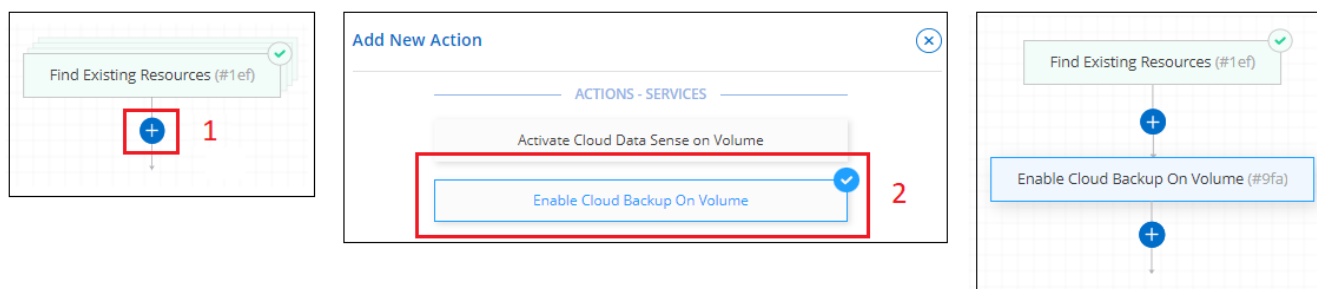 Find Existing Resources (#1ef)
1
Add New Action
ACTIONS - SERVICES
Activate Cloud Data Sense on Volume
Enable Cloud Backup On Volume
2
Find Existing Resources (#1ef)
Enable Cloud Backup On Volume (#9fa)